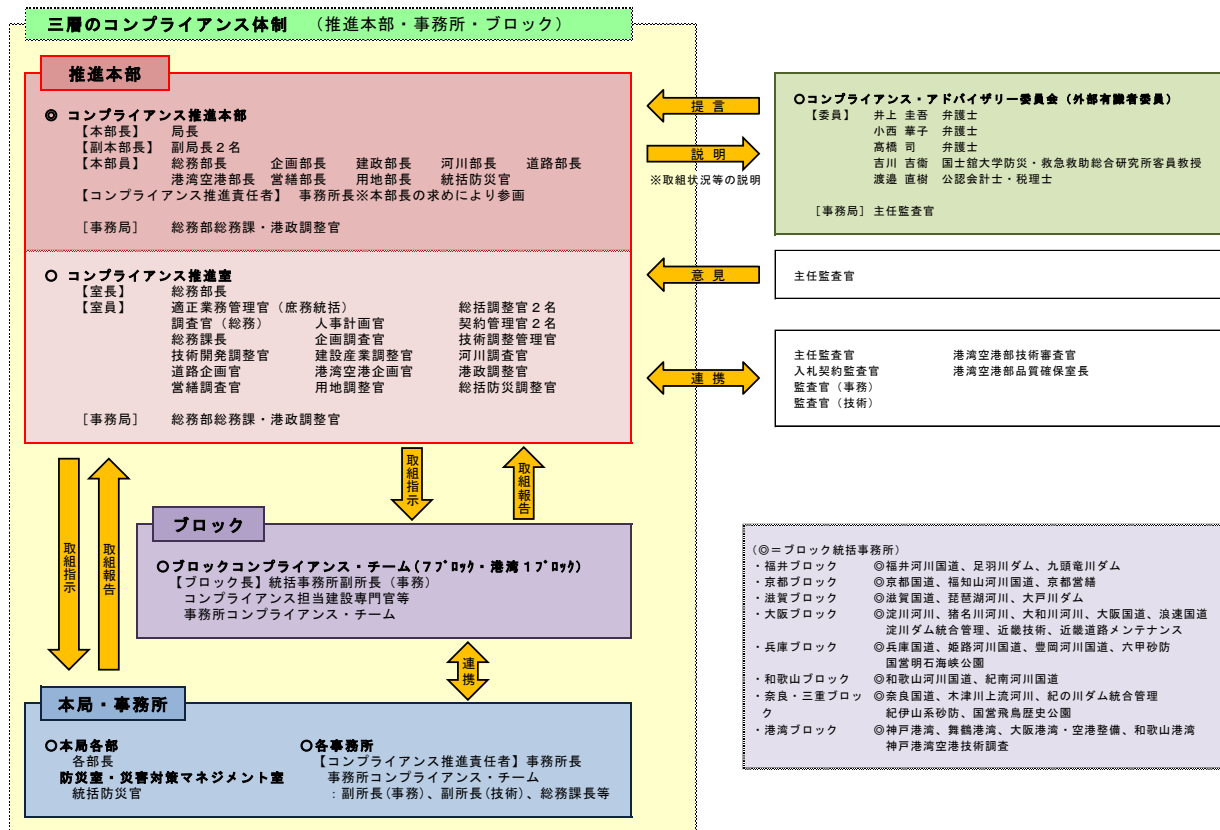 三層のコンプライアンス体制　（推進本部・事務所・ブロック）
推進本部
◎ コンプライアンス推進本部
【本部長】　局長
【副本部長】　副局長２名
【本部員】　総務部長　企画部長　建政部長　河川部長　道路部長
港湾空港部長　営繕部長　用地部長　統括防災官
【コンプライアンス推進責任者】　事務所長※本部長の求めにより参画
［事務局］　総務部総務課・港政調整官
○ コンプライアンス推進室
【室長】　総務部長
【室員】　適正業務管理官（庶務統括）　総括調整官２名
調査官（総務）　人事計画官　契約管理官２名
総務課長　企画調査官　技術調整管理官
技術開発調整官　建設産業調整官　河川調査官
道路企画官　港湾空港企画官　港政調整官
営繕調査官　用地調整官　総括防災調整官
［事務局］　総務部総務課・港政調整官
提 言
説 明
※取組状況等の説明
意 見
連 携
○コンプライアンス・アドバイザリー委員会（外部有識者委員）
【委員】　井上 圭吾　弁護士
小西 華子　弁護士
髙橋 司　弁護士
吉川 吉衞　国士舘大学防災・救急救助総合研究所客員教授
渡邉 直樹　公認会計士・税理士
［事務局］ 主任監査官
主任監査官
主任監査官　港湾空港部技術審査官
入札契約監査官　港湾空港部品質確保室長
監査官（事務）
監査官（技術）
取組指示
取組報告
取組指示
取組報告
ブロック
○ブロックコンプライアンス・チーム(７ﾌﾞﾛｯｸ・港湾１ﾌﾞﾛｯｸ)
【ブロック長】統括事務所副所長（事務）
コンプライアンス担当建設専門官等
事務所コンプライアンス・チーム
連携
本局・事務所
○本局各部
各部長
防災室・災害対策マネジメント室
統括防災官
○各事務所
【コンプライアンス推進責任者】事務所長
事務所コンプライアンス・チーム
：副所長(事務)、副所長(技術)、総務課長等
（◎＝ブロック統括事務所）
・福井ブロック　◎福井河川国道、足羽川ダム、九頭竜川ダム
・京都ブロック　◎京都国道、福知山河川国道、京都営繕
・滋賀ブロック　◎滋賀国道、琵琶湖河川、大戸川ダム
・大阪ブロック　◎淀川河川、猪名川河川、大和川河川、大阪国道、浪速国道
淀川ダム統合管理、近畿技術、近畿道路メンテナンス
・兵庫ブロック　◎兵庫国道、姫路河川国道、豊岡河川国道、六甲砂防
国営明石海峡公園
・和歌山ブロック　◎和歌山河川国道、紀南河川国道
・奈良・三重ブロッ　◎奈良国道、木津川上流河川、紀の川ダム統合管理
ク　紀伊山系砂防、国営飛鳥歴史公園
・港湾ブロック　◎神戸港湾、舞鶴港湾、大阪港湾・空港整備、和歌山港湾
神戸港湾空港技術調査